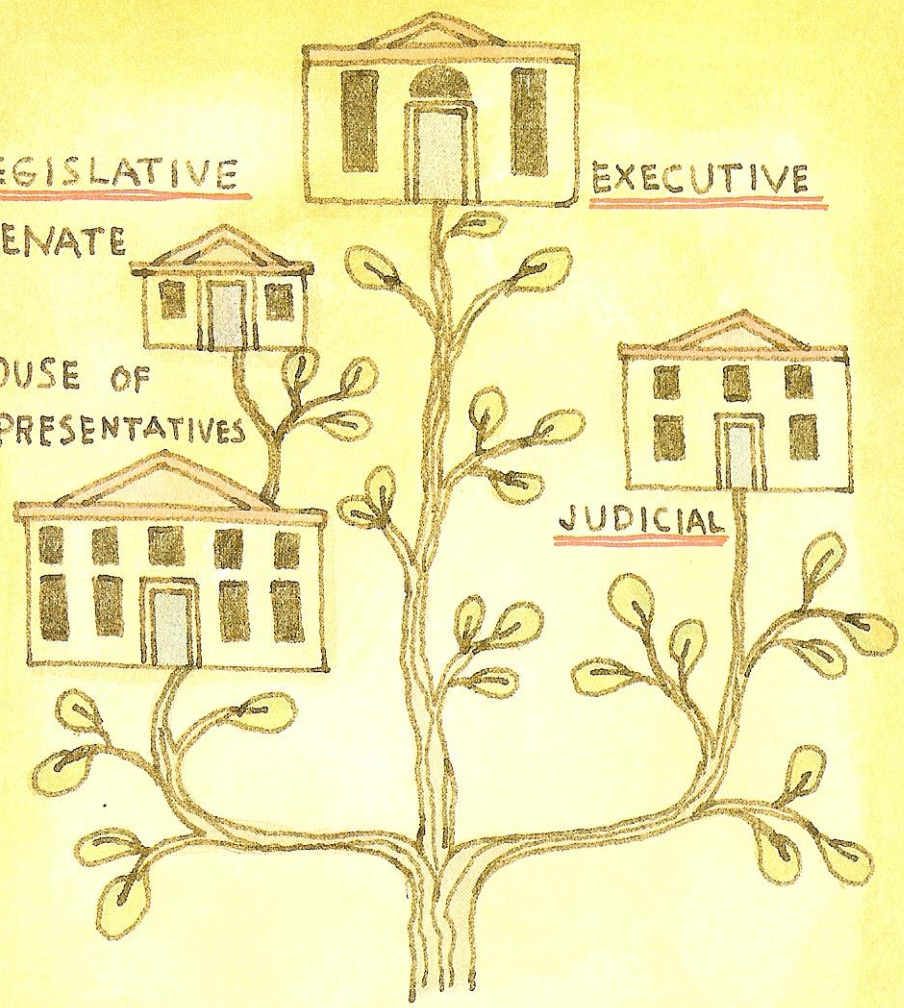 EGISLATIVE
ENATE
OUSE OF
PRESENTATIVES
EXECUTIVE
JUDICIAL